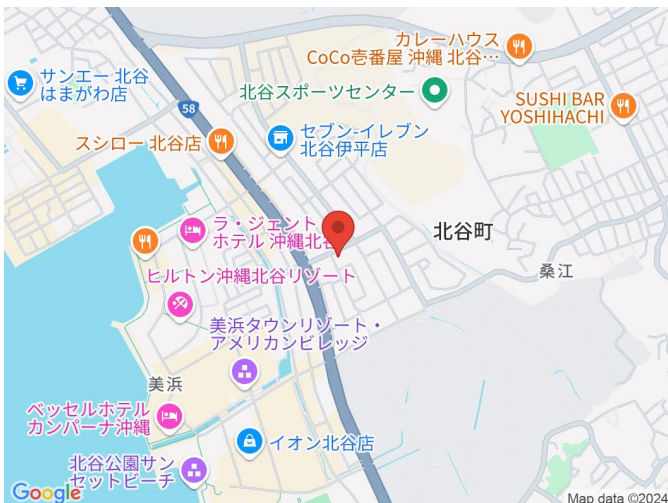 カレーハウス
CoCo壱番屋 沖縄 北谷…
サンエー 北谷
はまがわ店
58
北谷スポーツセンター
SUSHI BAR
YOSHIHACHI
スシロー 北谷店
セブン-イレブン
北谷伊平店
ラ・ジェント
ホテル 沖縄北谷
北谷町
桑江
ヒルトン沖縄北谷リゾート
美浜タウンリゾート・
アメリカンビレッジ
美浜
ベッセルホテル
カンパーナ沖縄
イオン北谷店
北谷公園サン
セットビーチ
Google
Map data ©2024